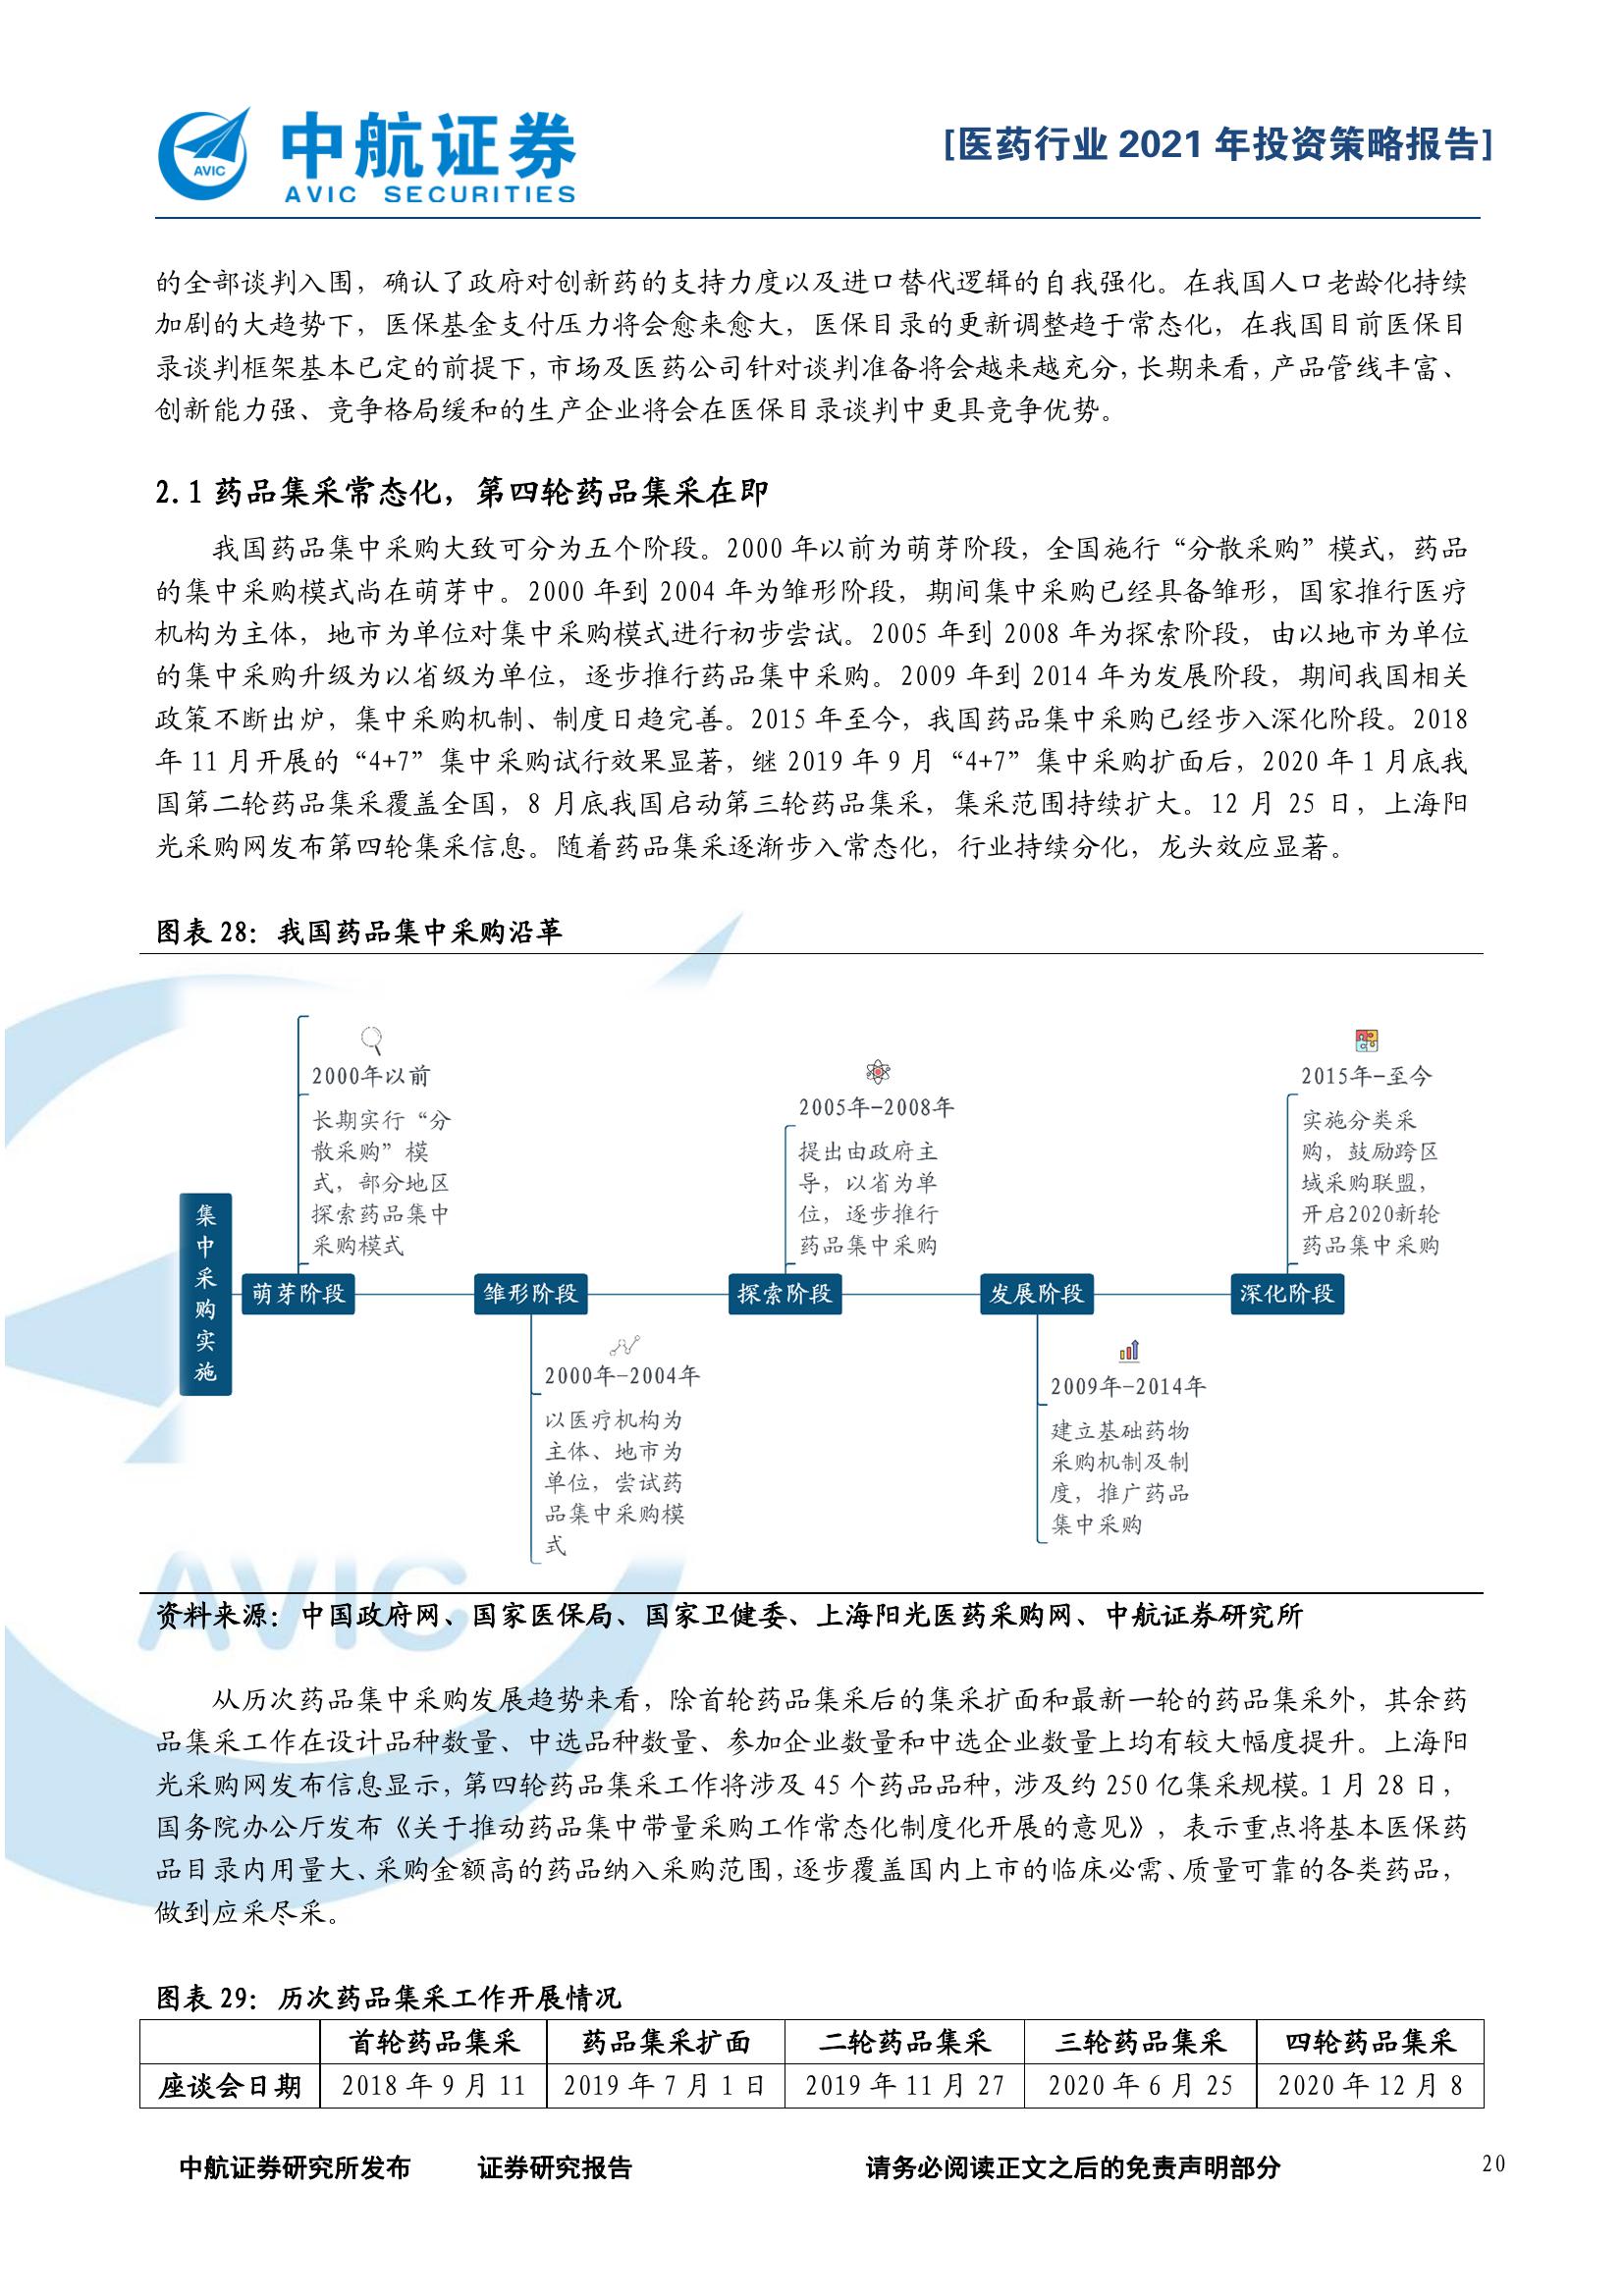 中航证券
AVIC SECURITIES
AVIC
[医药行业 2021 年投资策略报告]
的全部谈判入围，确认了政府对创新药的支持力度以及进口替代逻辑的自我强化。在我国人口老龄化持续
加剧的大趋势下，医保基金支付压力将会愈来愈大，医保目录的更新调整趋于常态化，在我国目前医保目
录谈判框架基本已定的前提下，市场及医药公司针对谈判准备将会越来越充分，长期来看，产品管线丰富、
创新能力强、竞争格局缓和的生产企业将会在医保目录谈判中更具竞争优势。
2.1 药品集采常态化，第四轮药品集采在即
我国药品集中采购大致可分为五个阶段。2000 年以前为萌芽阶段，全国施行“分散采购”模式，药品
的集中采购模式尚在萌芽中。2000 年到 2004 年为雏形阶段，期间集中采购已经具备雏形，国家推行医疗
机构为主体，地市为单位对集中采购模式进行初步尝试。2005 年到 2008 年为探索阶段，由以地市为单位
的集中采购升级为以省级为单位，逐步推行药品集中采购。2009 年到 2014 年为发展阶段，期间我国相关
政策不断出炉，集中采购机制、制度日趋完善。2015 年至今，我国药品集中采购已经步入深化阶段。2018
年 11 月开展的“4+7”集中采购试行效果显著，继 2019 年 9 月“4+7”集中采购扩面后，2020 年 1 月底我
国第二轮药品集采覆盖全国，8 月底我国启动第三轮药品集采，集采范围持续扩大。12 月 25 日，上海阳
光采购网发布第四轮集采信息。随着药品集采逐渐步入常态化，行业持续分化，龙头效应显著。
图表 28：我国药品集中采购沿革
集中采购实施
萌芽阶段
2000年以前
长期实行“分
散采购”模
式，部分地区
探索药品集中
采购模式
雏形阶段
2000年-2004年
以医疗机构为
主体、地市为
单位，尝试药
品集中采购模
式
探索阶段
2005年-2008年
提出由政府主
导，以省为单
位，逐步推行
药品集中采购
发展阶段
2009年-2014年
建立基础药物
采购机制及制
度，推广药品
集中采购
深化阶段
2015年-至今
实施分类采
购，鼓励跨区
域采购联盟，
开启2020新轮
药品集中采购
AVIC
资料来源：中国政府网、国家医保局、国家卫健委、上海阳光医药采购网、中航证券研究所
从历次药品集中采购发展趋势来看，除首轮药品集采后的集采扩面和最新一轮的药品集采外，其余药
品集采工作在设计品种数量、中选品种数量、参加企业数量和中选企业数量上均有较大幅度提升。上海阳
光采购网发布信息显示，第四轮药品集采工作将涉及 45 个药品品种，涉及约 250 亿集采规模。1 月 28 日，
国务院办公厅发布《关于推动药品集中带量采购工作常态化制度化开展的意见》，表示重点将基本医保药
品目录内用量大、采购金额高的药品纳入采购范围，逐步覆盖国内上市的临床必需、质量可靠的各类药品，
做到应采尽采。
图表 29：历次药品集采工作开展情况
首轮药品集采 药品集采扩面 二轮药品集采 三轮药品集采 四轮药品集采
座谈会日期 2018 年 9 月 11 2019 年 7 月 1 日 2019 年 11 月 27 2020 年 6 月 25 2020 年 12 月 8
中航证券研究所发布 证券研究报告 请务必阅读正文之后的免责声明部分 20